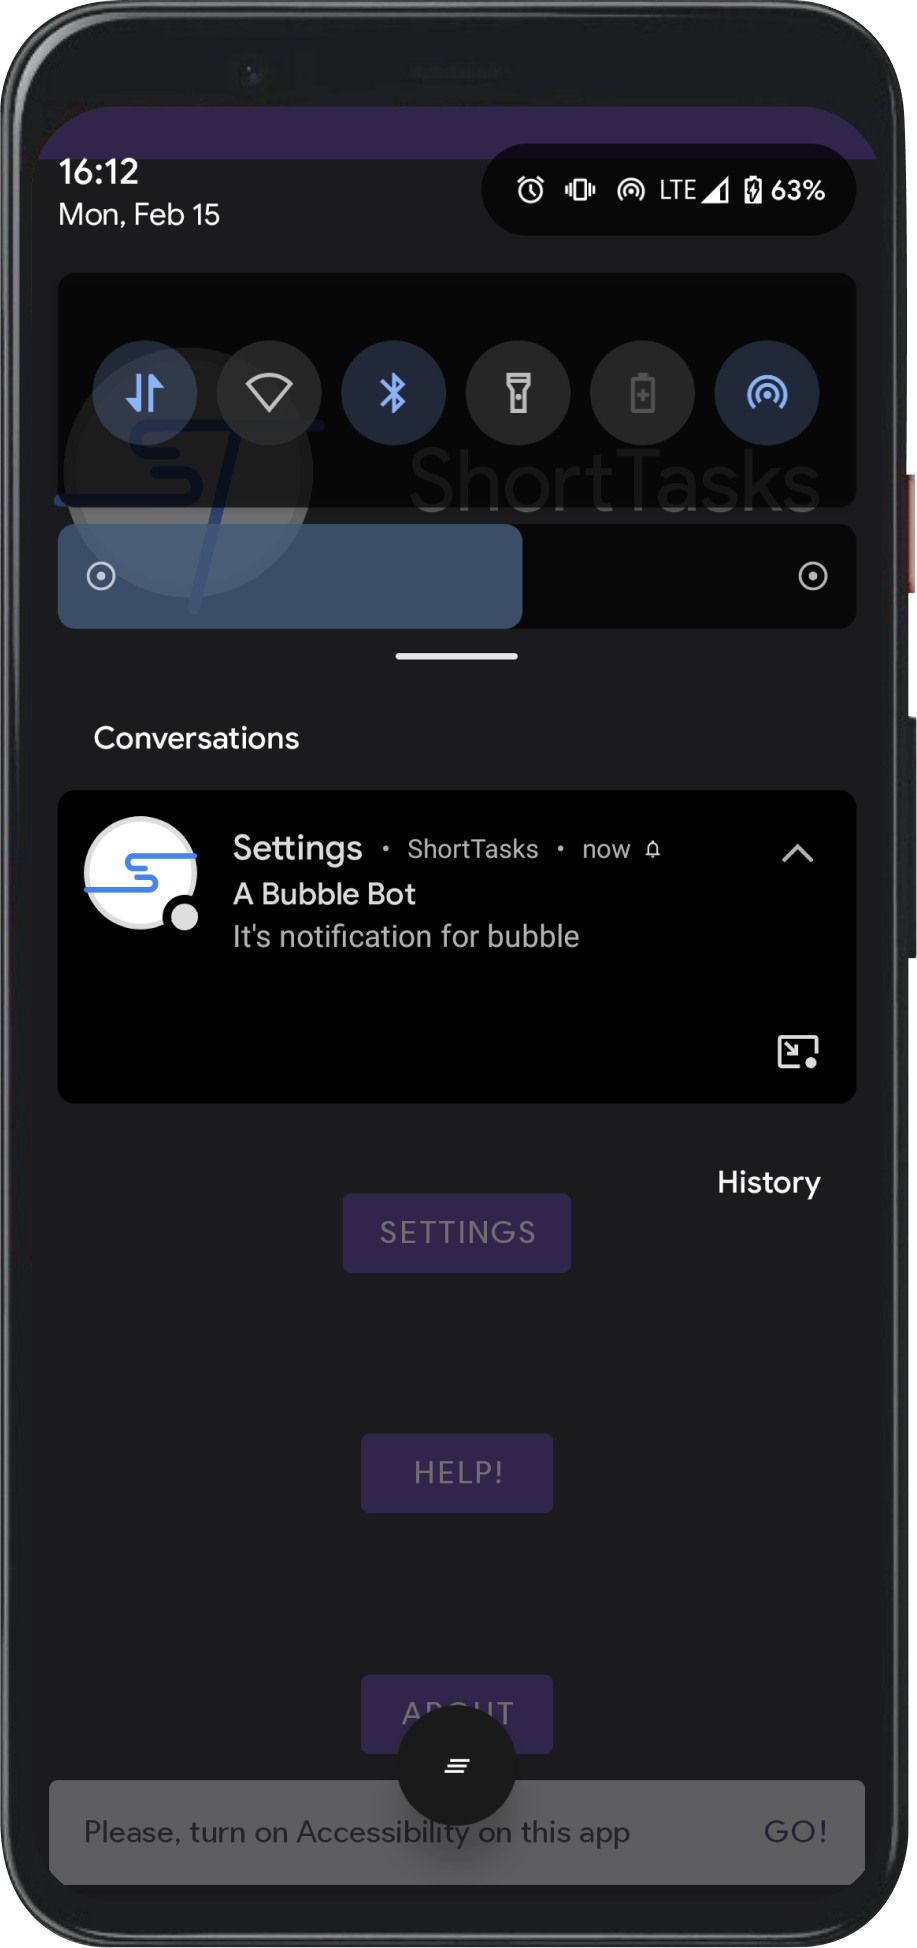 16:12
LTE 63%
Mon, Feb 15
ShortTasks
Conversations
Settings • ShortTasks • now
A Bubble Bot
It's notification for bubble
History
SETTINGS
HELP!
ABOUT
Please, turn on Accessibility on this app GO!